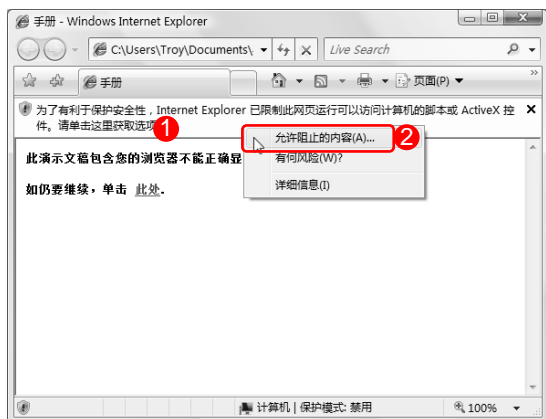 手册 - Windows Internet Explorer
C:\Users\Troy\Documents\
Live Search
手册
页面(P)
为了有利于保护安全性，Internet Explorer 已限制此网页运行可以访问计算机的脚本或 ActiveX 控
件。请单击这里获取选项
1
允许阻止的内容(A)...
2
有何风险(W)?
详细信息(I)
此演示文稿包含您的浏览器不能正确显
如仍要继续，单击 此处.
计算机 | 保护模式: 禁用
100%